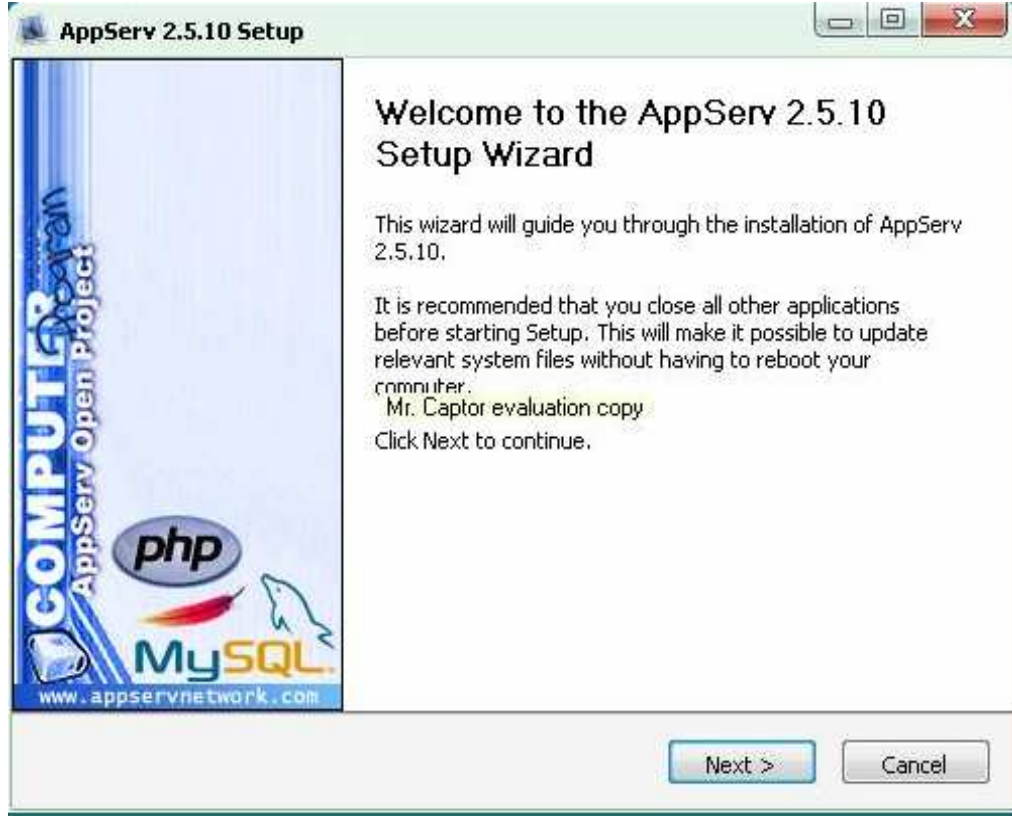 AppServ 2.5.10 Setup
Welcome to the AppServ 2.5.10
Setup Wizard
This wizard will guide you through the installation of AppServ
2.5.10.
It is recommended that you close all other applications
before starting Setup. This will make it possible to update
relevant system files without having to reboot your
computer.
Mr. Captor evaluation copy
Click Next to continue.
COMPUTER
Program
AppServ Open Project
php
MySQL
www.appservnetwork.com
Next >
Cancel